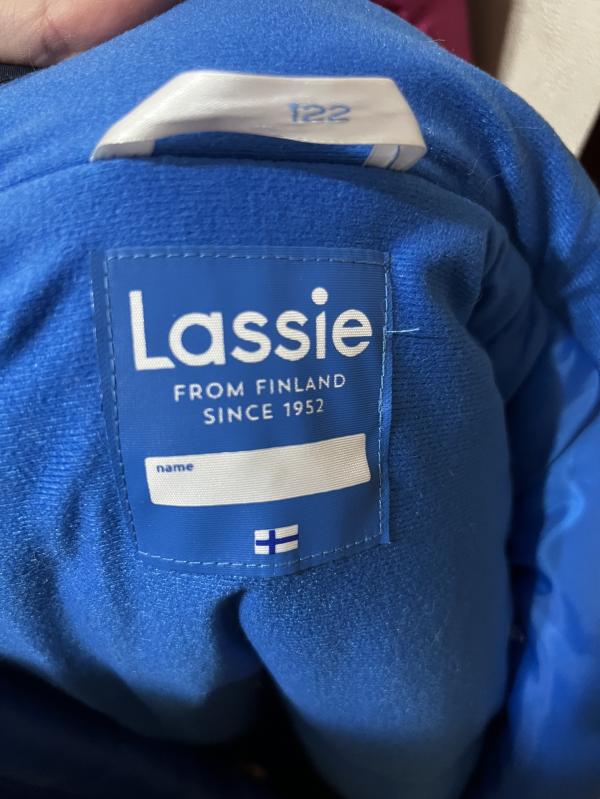 122
Lassie
FROM FINLAND
SINCE 1952
name